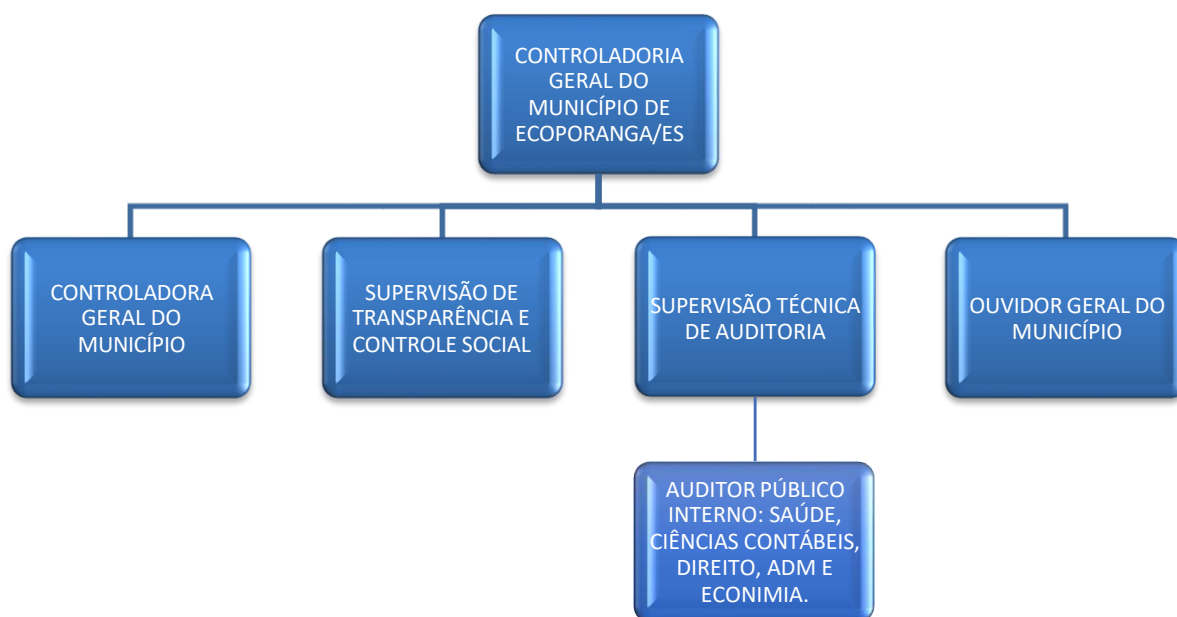 CONTROLADORIA
GERAL DO
MUNICÍPIO DE
ECOPORANGA/ES
CONTROLADORA
GERAL DO
MUNICÍPIO
SUPERVISÃO DE
TRANSPARÊNCIA E
CONTROLE SOCIAL
SUPERVISÃO TÉCNICA
DE AUDITORIA
OUVIDOR GERAL DO
MUNICÍPIO
AUDITOR PÚBLICO
INTERNO: SAÚDE,
CIÊNCIAS CONTÁBEIS,
DIREITO, ADM E
ECONIMIA.